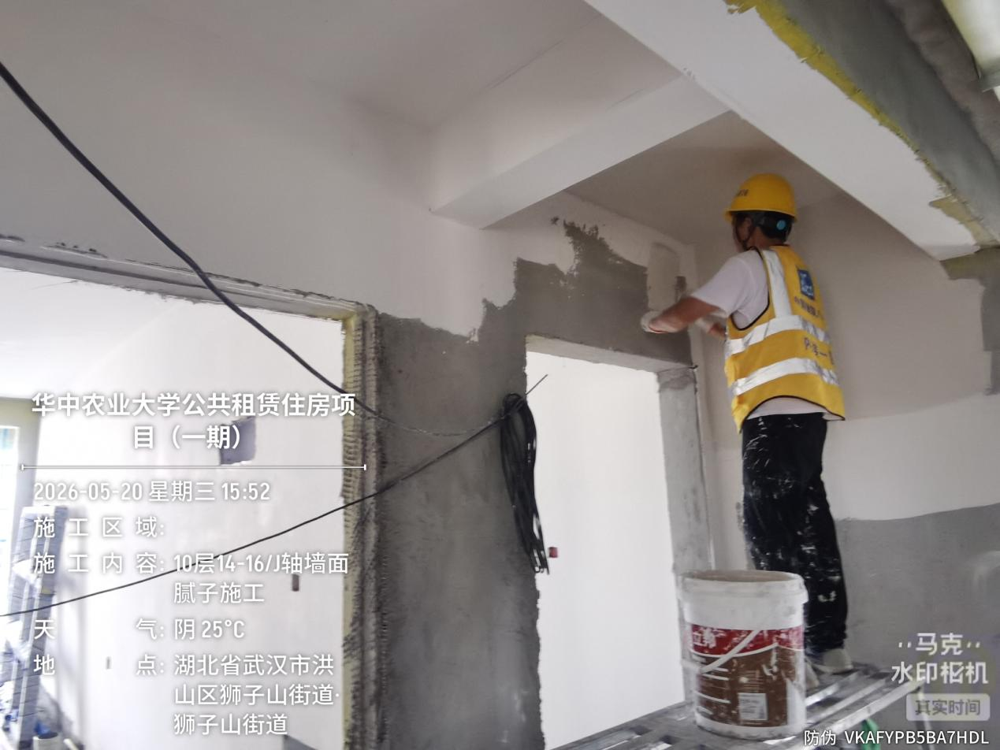 华中农业大学公共租赁住房项
目（一期）
2026-05-20 星期三 15:52
施工区域:
施工内容: 10层14-16/J轴墙面
腻子施工
天气: 阴 25°C
地点: 湖北省武汉市洪
山区狮子山街道·
狮子山街道
立邦
马克
水印相机
真实时间
防伪 VKAFYPB5BA7HDL